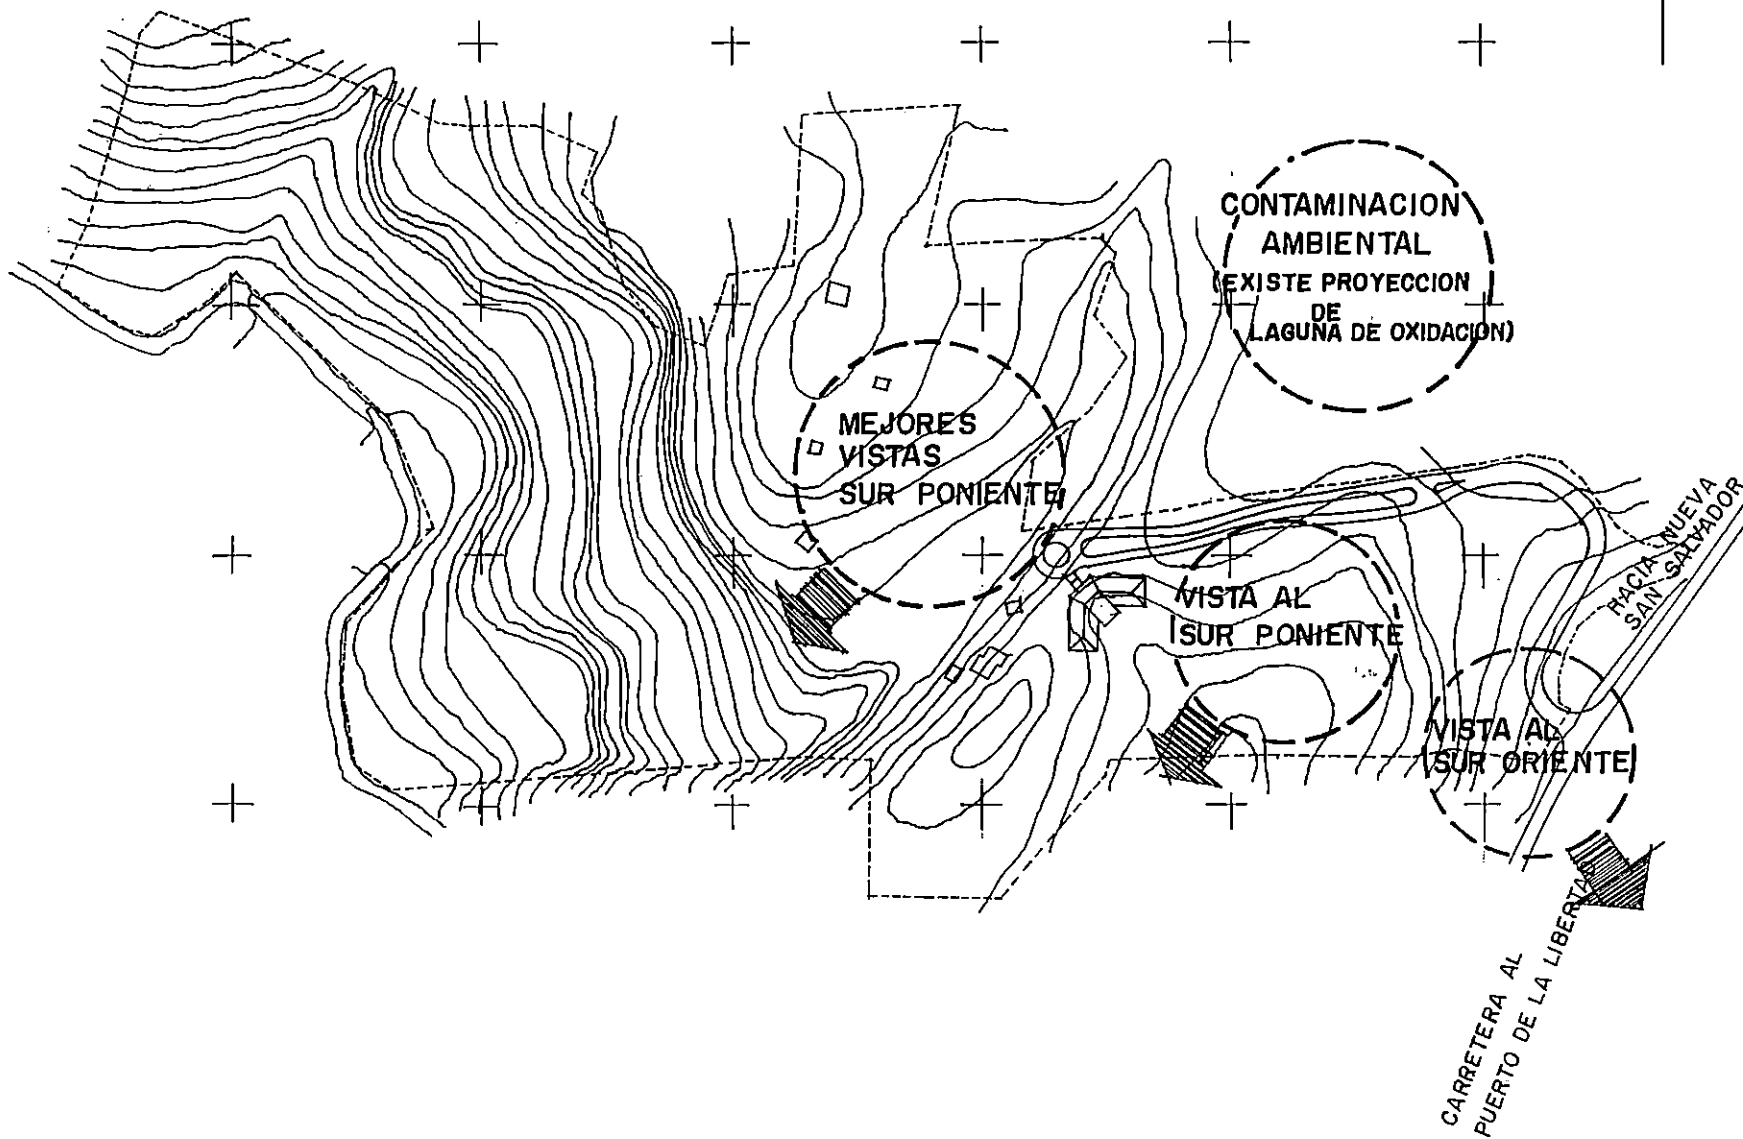 CONTAMINACION
AMBIENTAL
(EXISTE PROYECCION
DE
LAGUNA DE OXIDACION)
MEJORES
VISTAS
SUR PONIENTE
HACIA NUEVA
SAN SALVADOR
VISTA AL
SUR PONIENTE
VISTA AL
SUR ORIENTE
CARRETERA AL
PUERTO DE LA LIBERTAD